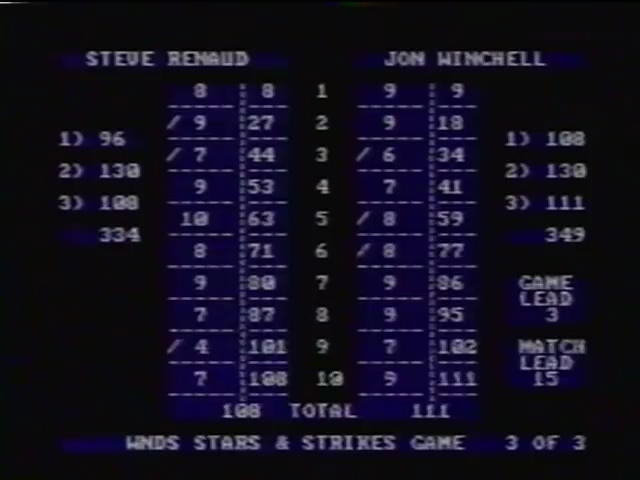 STEVE RENAUD JON WINCHELL
8 8 1 9 9
/ 9 27 2 9 18
1) 96 1) 108
/ 7 44 3 / 6 34
2) 130 2) 130
9 53 4 7 41
3) 108 3) 111
10 63 5 / 8 59
334 349
8 71 6 / 8 77
9 80 7 9 86 GAME
LEAD
7 87 8 9 95 3
/ 4 101 9 7 102 MATCH
LEAD
7 108 10 9 111 15
108 TOTAL 111
WNDS STARS & STRIKES GAME 3 OF 3